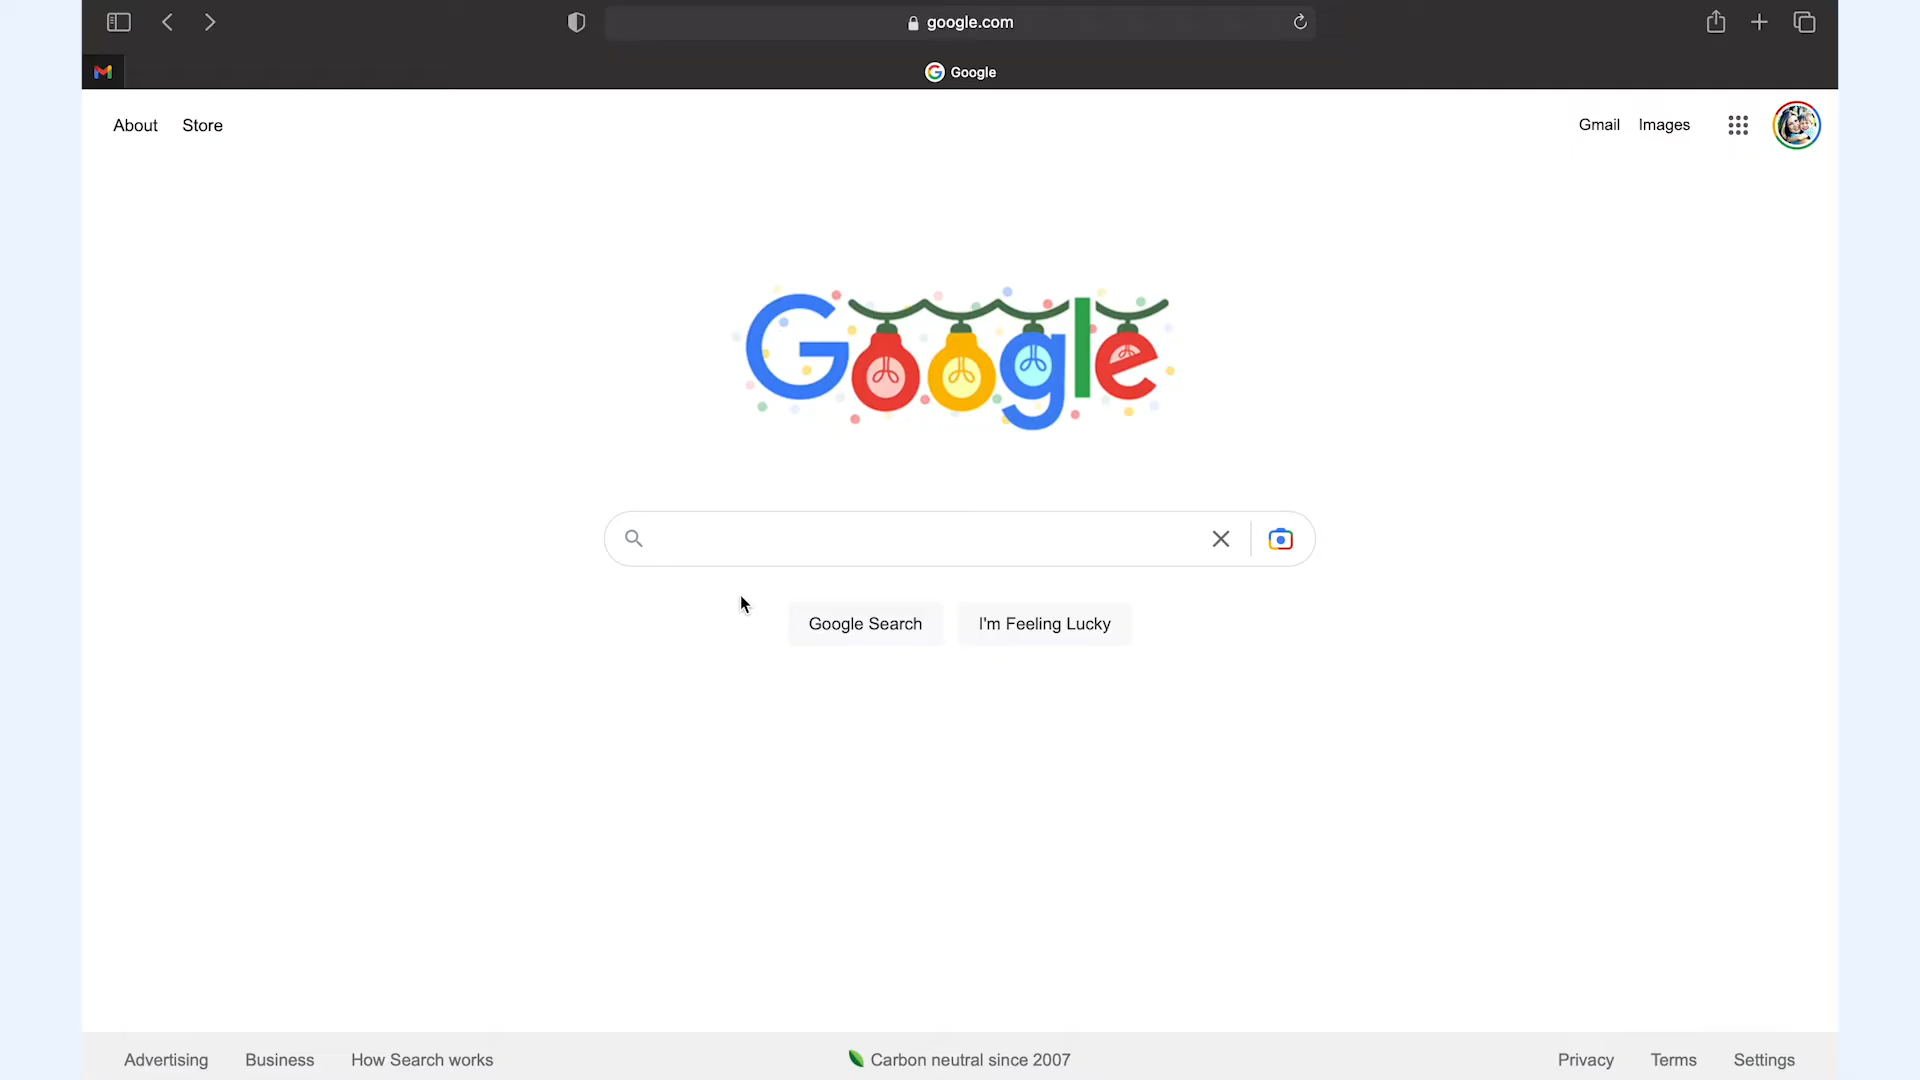 google.com
Google
About Store
Gmail Images
Google
Google Search
I'm Feeling Lucky
Advertising Business How Search works
Carbon neutral since 2007
Privacy Terms Settings